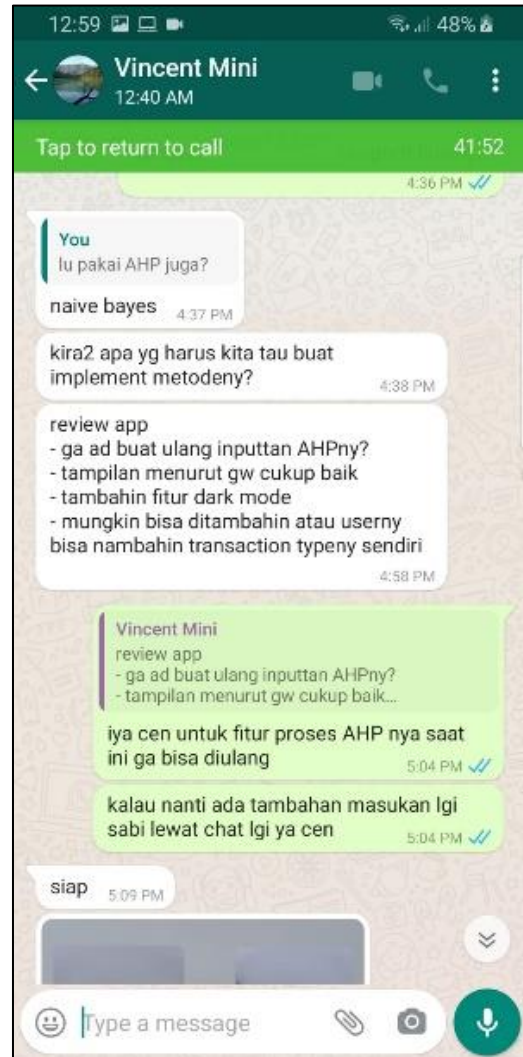 12:59 48%
Vincent Mini
12:40 AM
Tap to return to call 41:52
4:36 PM
You
lu pakai AHP juga?
naive bayes 4:37 PM
kira2 apa yg harus kita tau buat
implement metodeny? 4:38 PM
review app
- ga ad buat ulang inputtan AHPny?
- tampilan menurut gw cukup baik
- tambahin fitur dark mode
- mungkin bisa ditambahin atau userny
bisa nambahin transaction typeny sendiri
4:58 PM
Vincent Mini
review app
- ga ad buat ulang inputtan AHPny?
- tampilan menurut gw cukup baik...
iya cen untuk fitur proses AHP nya saat
ini ga bisa diulang 5:04 PM
kalau nanti ada tambahan masukan lgi
sabi lewat chat lgi ya cen 5:04 PM
siap 5:09 PM
Type a message